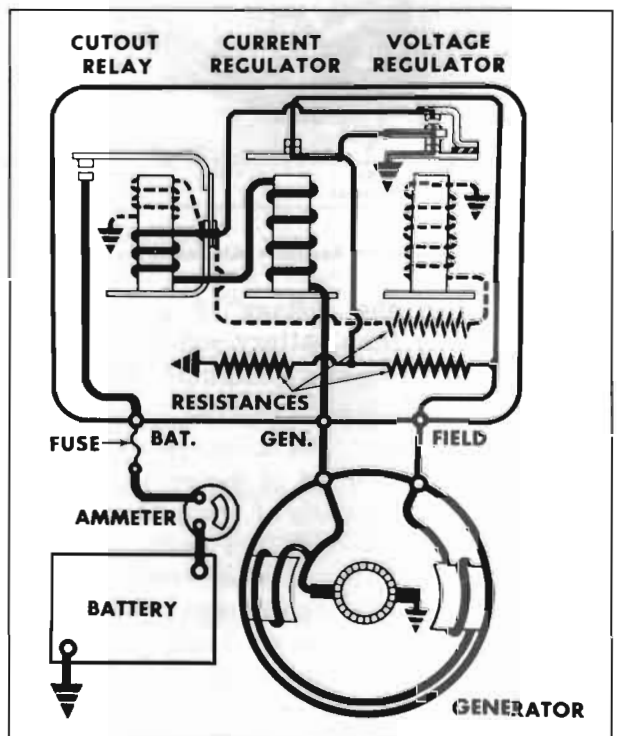 CUTOUT
RELAY
CURRENT
REGULATOR
VOLTAGE
REGULATOR
RESISTANCES
FUSE
BAT.
GEN.
FIELD
AMMETER
BATTERY
GENERATOR